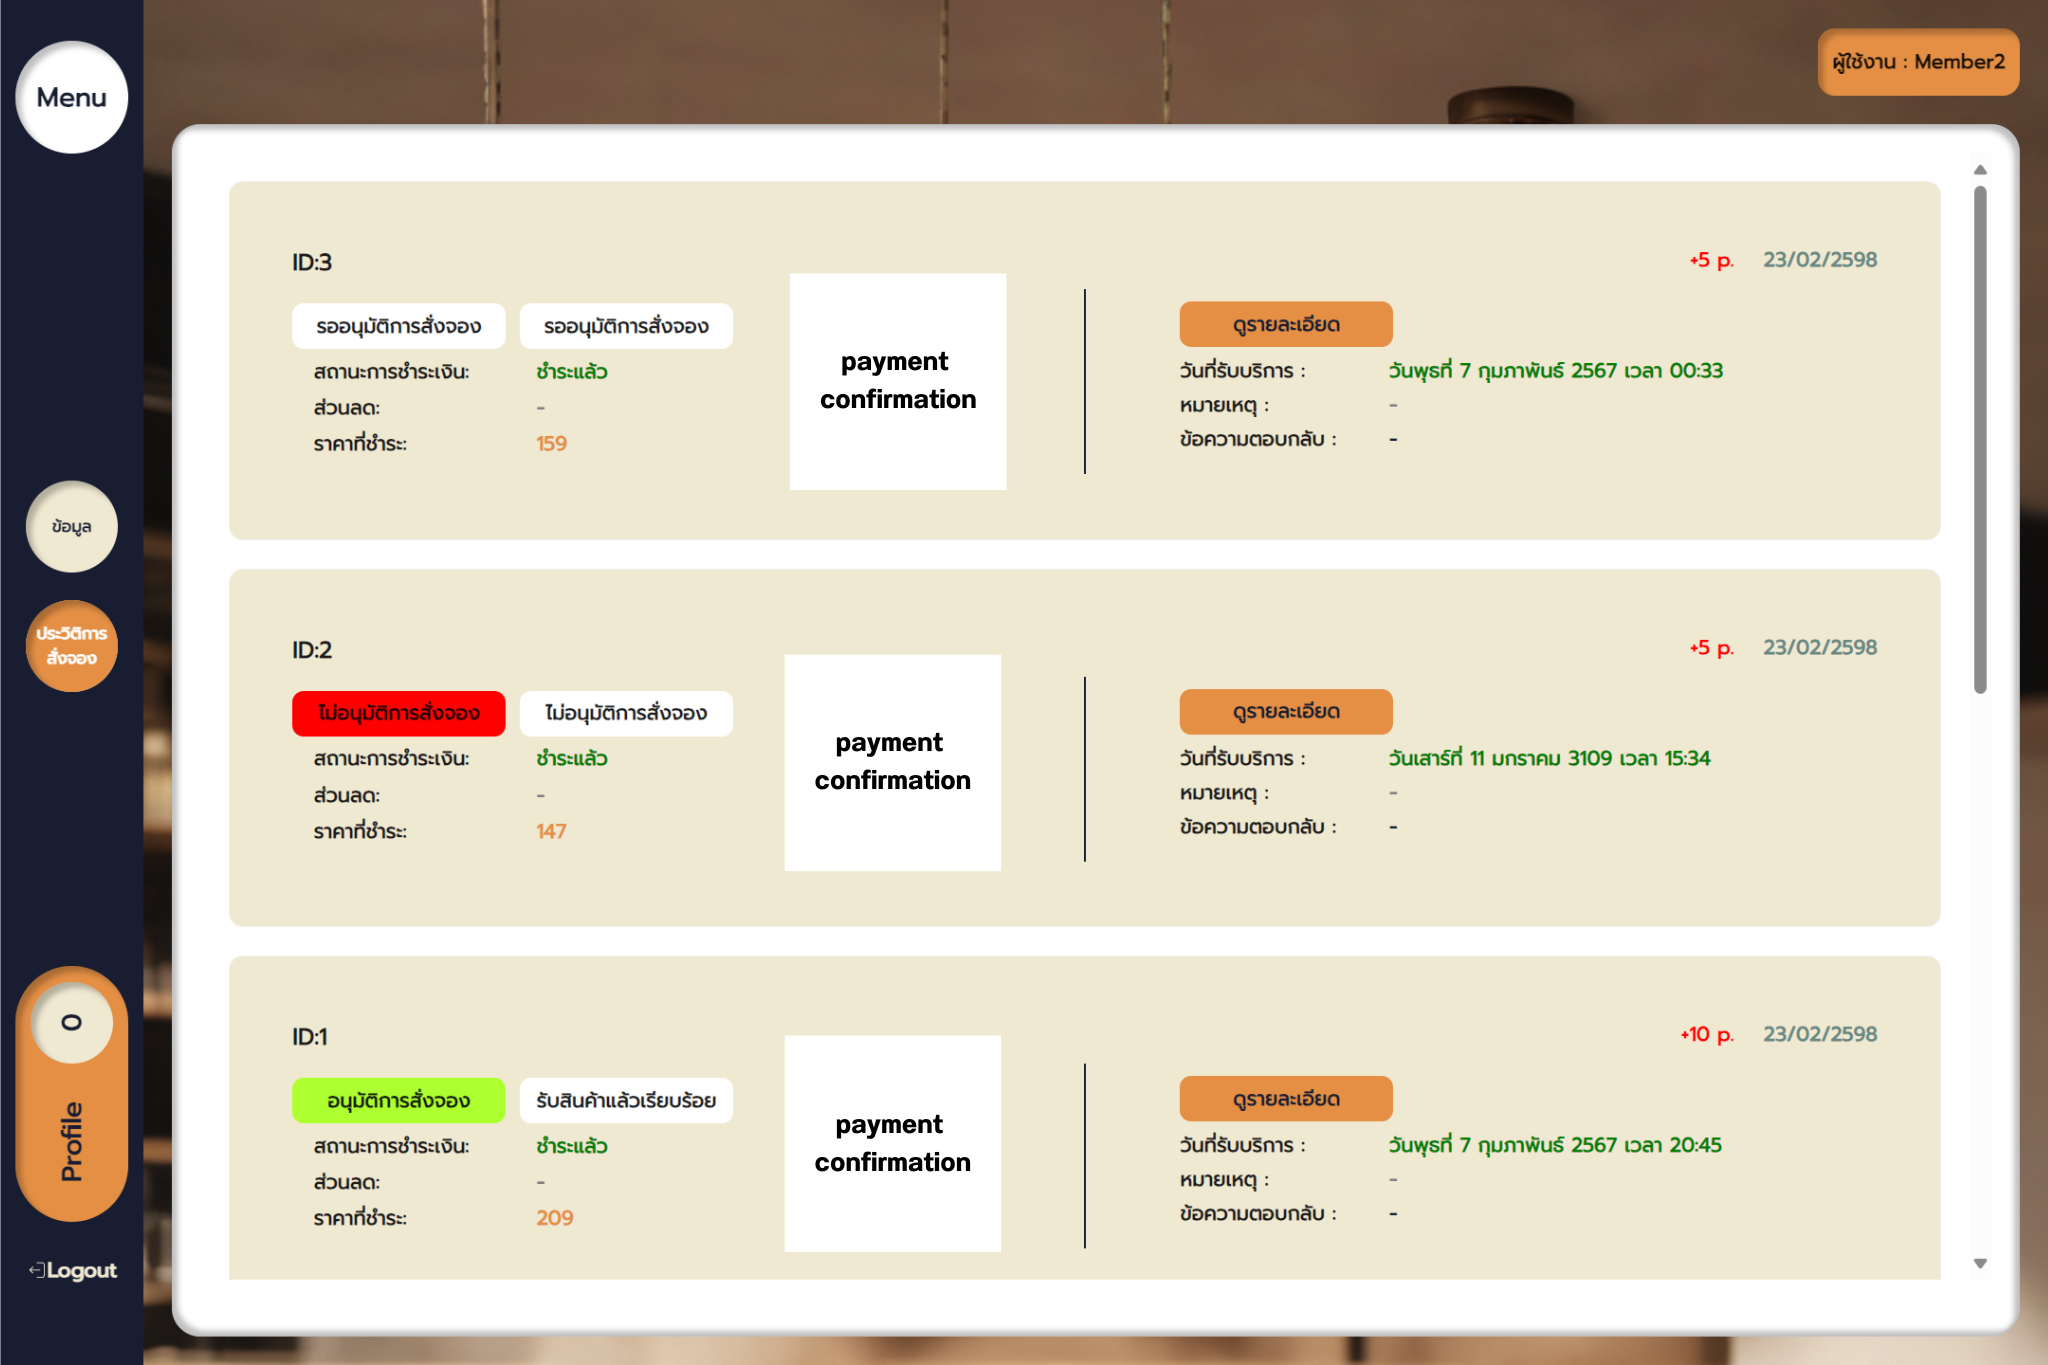 Menu
ผู้ใช้งาน : Member2
ข้อมูล
ประวัติการ
สั่งจอง
0
Profile
Logout
ID:3
+5 p. 23/02/2598
รออนุมัติการสั่งจอง รออนุมัติการสั่งจอง
สถานะการชำระเงิน: ชำระแล้ว
ส่วนลด: -
ราคาที่ชำระ: 159
payment
confirmation
ดูรายละเอียด
วันที่รับบริการ : วันพุธที่ 7 กุมภาพันธ์ 2567 เวลา 00:33
หมายเหตุ : -
ข้อความตอบกลับ : -
ID:2
+5 p. 23/02/2598
ไม่อนุมัติการสั่งจอง ไม่อนุมัติการสั่งจอง
สถานะการชำระเงิน: ชำระแล้ว
ส่วนลด: -
ราคาที่ชำระ: 147
payment
confirmation
ดูรายละเอียด
วันที่รับบริการ : วันเสาร์ที่ 11 มกราคม 3109 เวลา 15:34
หมายเหตุ : -
ข้อความตอบกลับ : -
ID:1
+10 p. 23/02/2598
อนุมัติการสั่งจอง รับสินค้าแล้วเรียบร้อย
สถานะการชำระเงิน: ชำระแล้ว
ส่วนลด: -
ราคาที่ชำระ: 209
payment
confirmation
ดูรายละเอียด
วันที่รับบริการ : วันพุธที่ 7 กุมภาพันธ์ 2567 เวลา 20:45
หมายเหตุ : -
ข้อความตอบกลับ : -